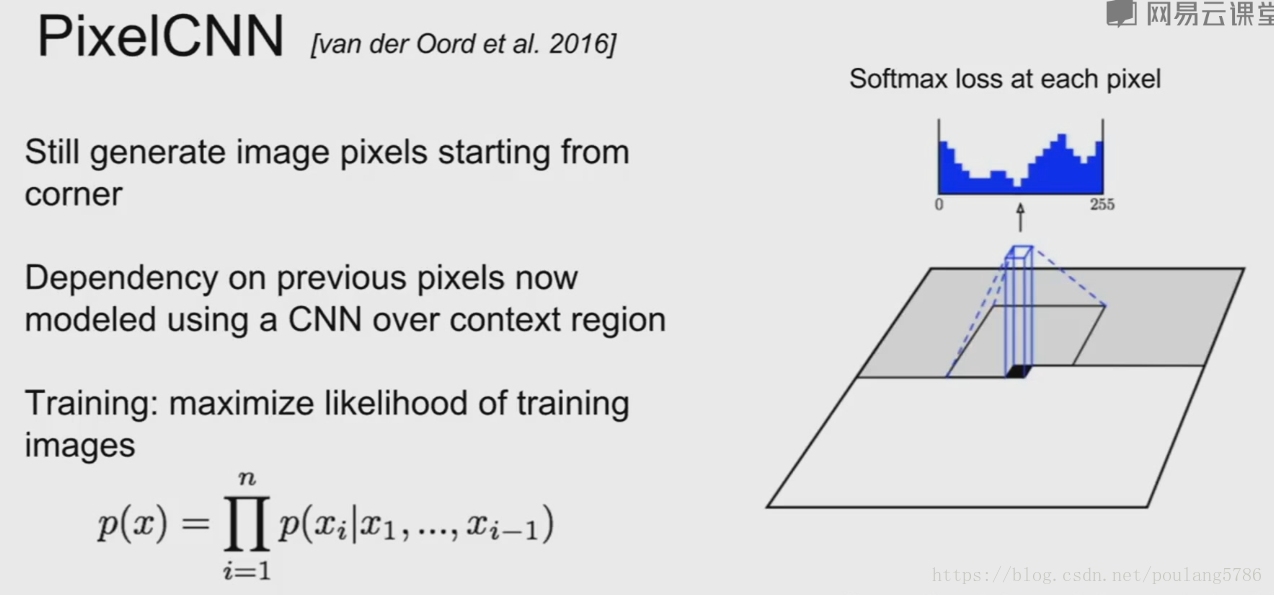 网易云课堂
PixelCNN [van der Oord et al. 2016]
Softmax loss at each pixel
Still generate image pixels starting from
corner
0 255
Dependency on previous pixels now
modeled using a CNN over context region
Training: maximize likelihood of training
images
p(x) = ∏_{i=1}^{n} p(x_i|x_1, ..., x_{i−1})
https://blog.csdn.net/poulang5786